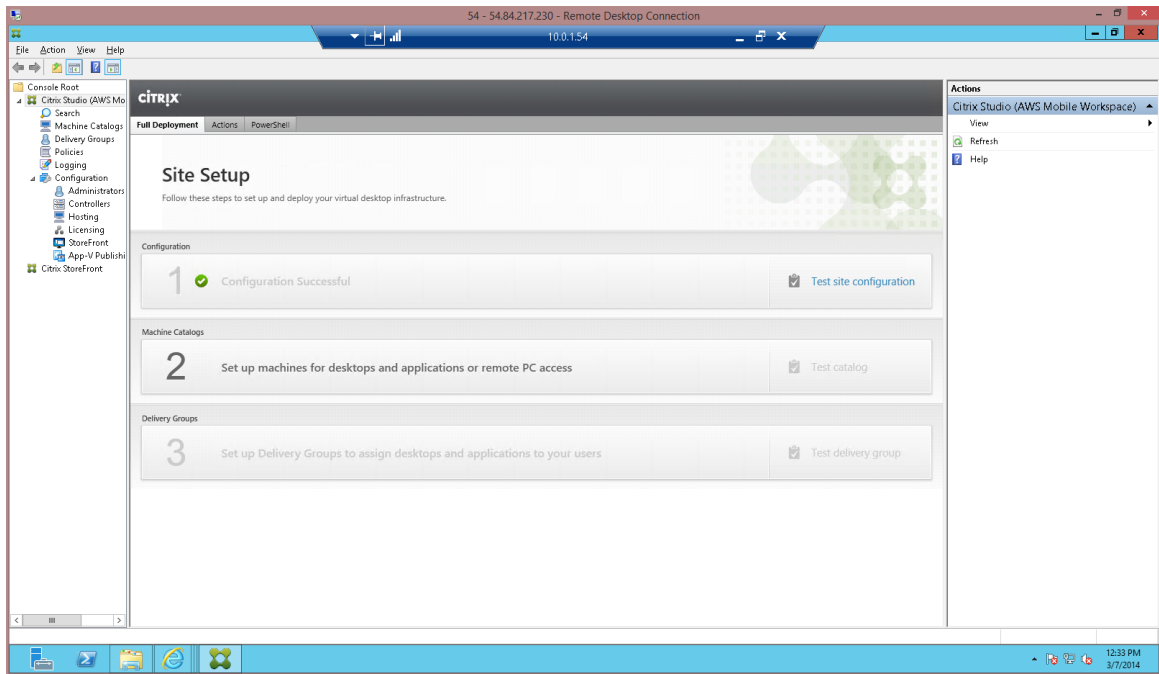 54 - 54.84.217.230 - Remote Desktop Connection
10.0.1.54
File Action View Help
Console Root
Citrix Studio (AWS Mo
Search
Machine Catalogs
Delivery Groups
Policies
Logging
Configuration
Administrators
Controllers
Hosting
Licensing
StoreFront
App-V Publishi
Citrix StoreFront
CITRIX
Full Deployment Actions PowerShell
Site Setup
Follow these steps to set up and deploy your virtual desktop infrastructure.
Configuration
1 Configuration Successful Test site configuration
Machine Catalogs
2 Set up machines for desktops and applications or remote PC access Test catalog
Delivery Groups
3 Set up Delivery Groups to assign desktops and applications to your users Test delivery group
Actions
Citrix Studio (AWS Mobile Workspace)
View
Refresh
Help
12:33 PM
3/7/2014